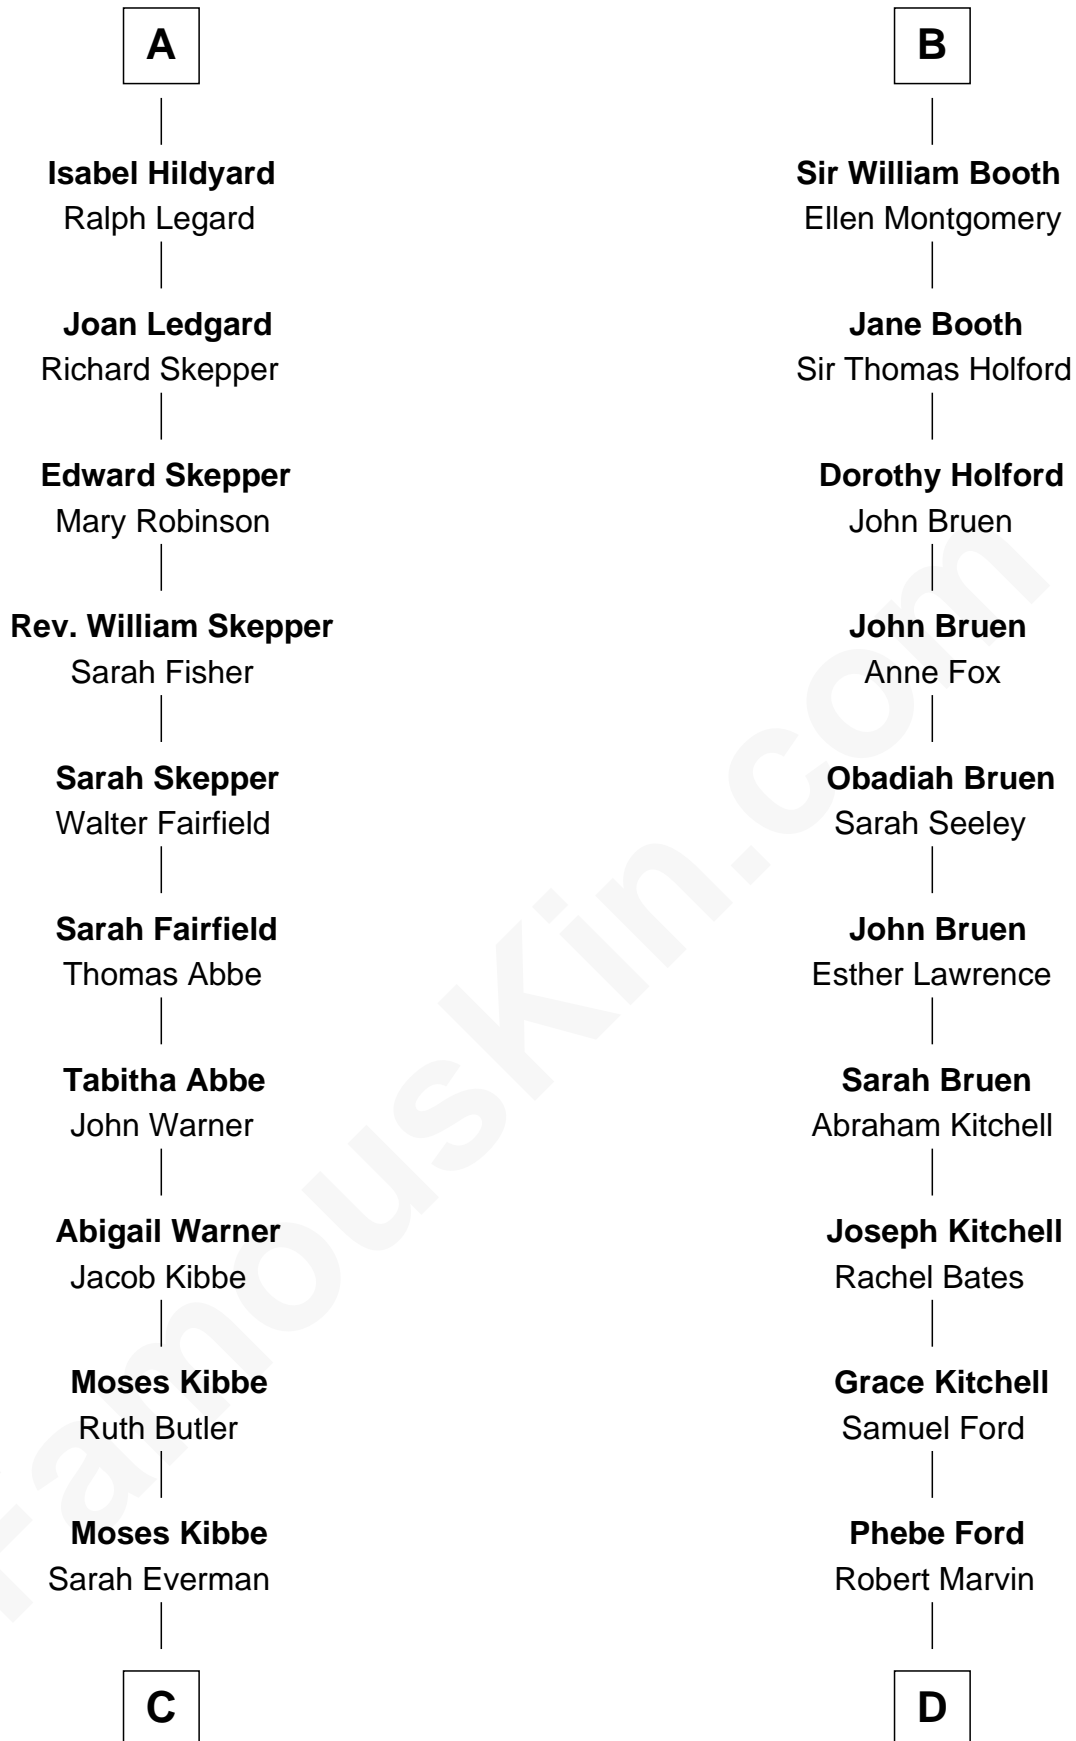 A
Isabel Hildyard
Ralph Legard
Joan Ledgard
Richard Skepper
Edward Skepper
Mary Robinson
Rev. William Skepper
Sarah Fisher
Sarah Skepper
Walter Fairfield
Sarah Fairfield
Thomas Abbe
Tabitha Abbe
John Warner
Abigail Warner
Jacob Kibbe
Moses Kibbe
Ruth Butler
Moses Kibbe
Sarah Everman
C
B
Sir William Booth
Ellen Montgomery
Jane Booth
Sir Thomas Holford
Dorothy Holford
John Bruen
John Bruen
Anne Fox
Obadiah Bruen
Sarah Seeley
John Bruen
Esther Lawrence
Sarah Bruen
Abraham Kitchell
Joseph Kitchell
Rachel Bates
Grace Kitchell
Samuel Ford
Phebe Ford
Robert Marvin
D
FamousKin.com